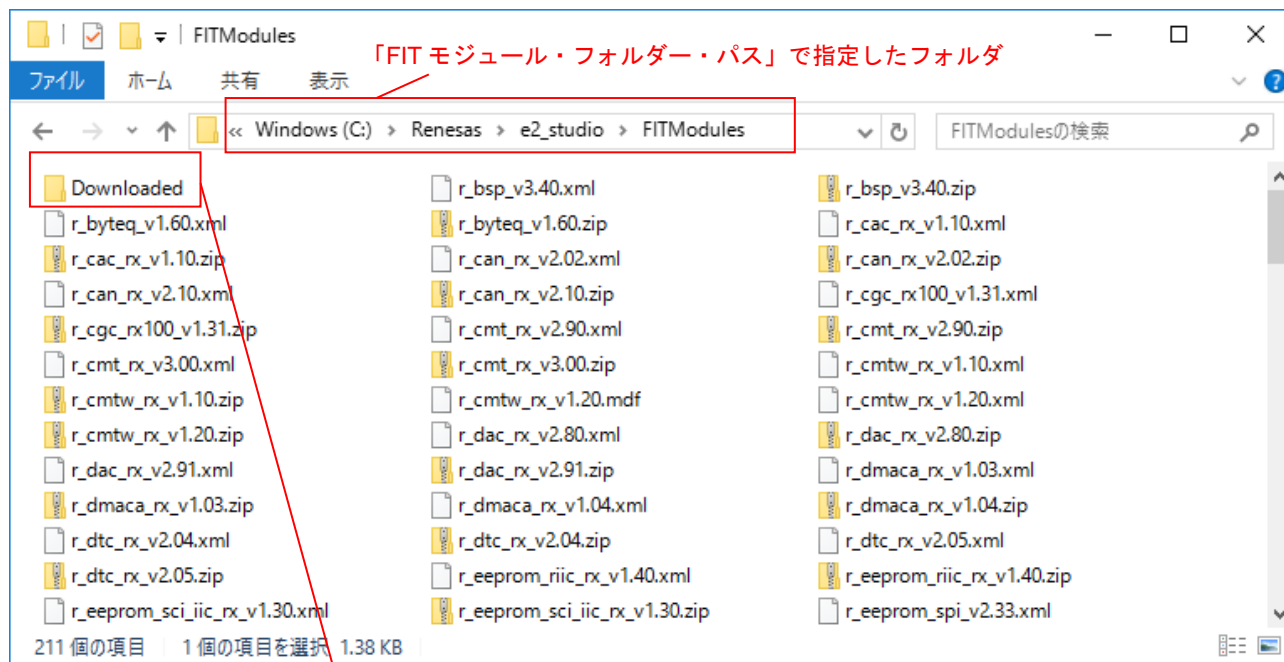 FITModules
「FIT モジュール・フォルダー・パス」で指定したフォルダ
ファイル ホーム 共有 表示
« Windows (C:) › Renesas › e2_studio › FITModules FITModulesの検索
Downloaded r_bsp_v3.40.xml r_bsp_v3.40.zip
r_byteq_v1.60.xml r_byteq_v1.60.zip r_cac_rx_v1.10.xml
r_cac_rx_v1.10.zip r_can_rx_v2.02.xml r_can_rx_v2.02.zip
r_can_rx_v2.10.xml r_can_rx_v2.10.zip r_cgc_rx100_v1.31.xml
r_cgc_rx100_v1.31.zip r_cmt_rx_v2.90.xml r_cmt_rx_v2.90.zip
r_cmt_rx_v3.00.xml r_cmt_rx_v3.00.zip r_cmtw_rx_v1.10.xml
r_cmtw_rx_v1.10.zip r_cmtw_rx_v1.20.mdf r_cmtw_rx_v1.20.xml
r_cmtw_rx_v1.20.zip r_dac_rx_v2.80.xml r_dac_rx_v2.80.zip
r_dac_rx_v2.91.xml r_dac_rx_v2.91.zip r_dmaca_rx_v1.03.xml
r_dmaca_rx_v1.03.zip r_dmaca_rx_v1.04.xml r_dmaca_rx_v1.04.zip
r_dtc_rx_v2.04.xml r_dtc_rx_v2.04.zip r_dtc_rx_v2.05.xml
r_dtc_rx_v2.05.zip r_eeprom_riic_rx_v1.40.xml r_eeprom_riic_rx_v1.40.zip
r_eeprom_sci_iic_rx_v1.30.xml r_eeprom_sci_iic_rx_v1.30.zip r_eeprom_spi_v2.33.xml
211 個の項目 1 個の項目を選択 1.38 KB